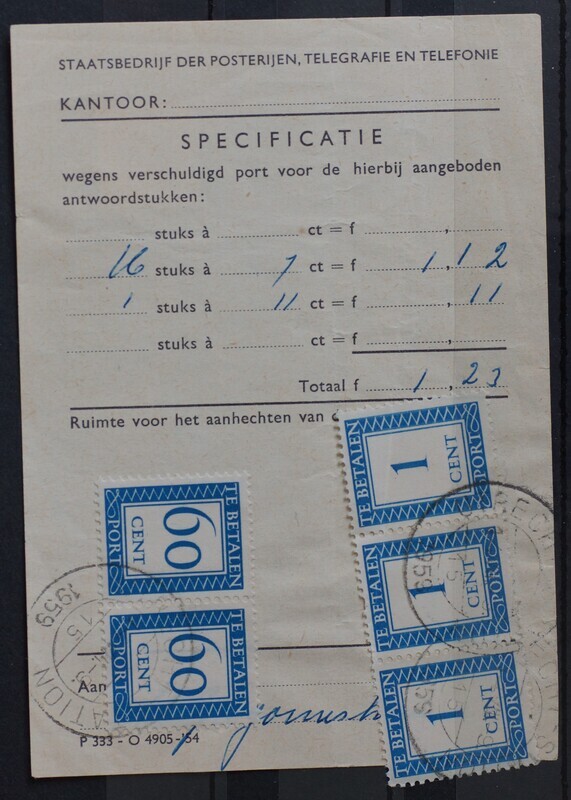 STAATSBEDRIJF DER POSTERIJEN, TELEGRAFIE EN TELEFONIE
KANTOOR:
SPECIFICATIE
wegens verschuldigd port voor de hierbij aangeboden
antwoordstukken:
stuks à ct = f ,
16 stuks à 7 ct = f 1,12
1 stuks à 11 ct = f ,11
stuks à ct = f ,
Totaal f 1,23
Ruimte voor het aanhechten van
TE BETALEN
1
CENT
PORT
TE BETALEN
60
CENT
PORT
TE BETALEN
1
CENT
PORT
1959
TE BETALEN
60
CENT
PORT
1959
TE BETALEN
1
CENT
PORT
Aan
P 333 - O 4905-'54